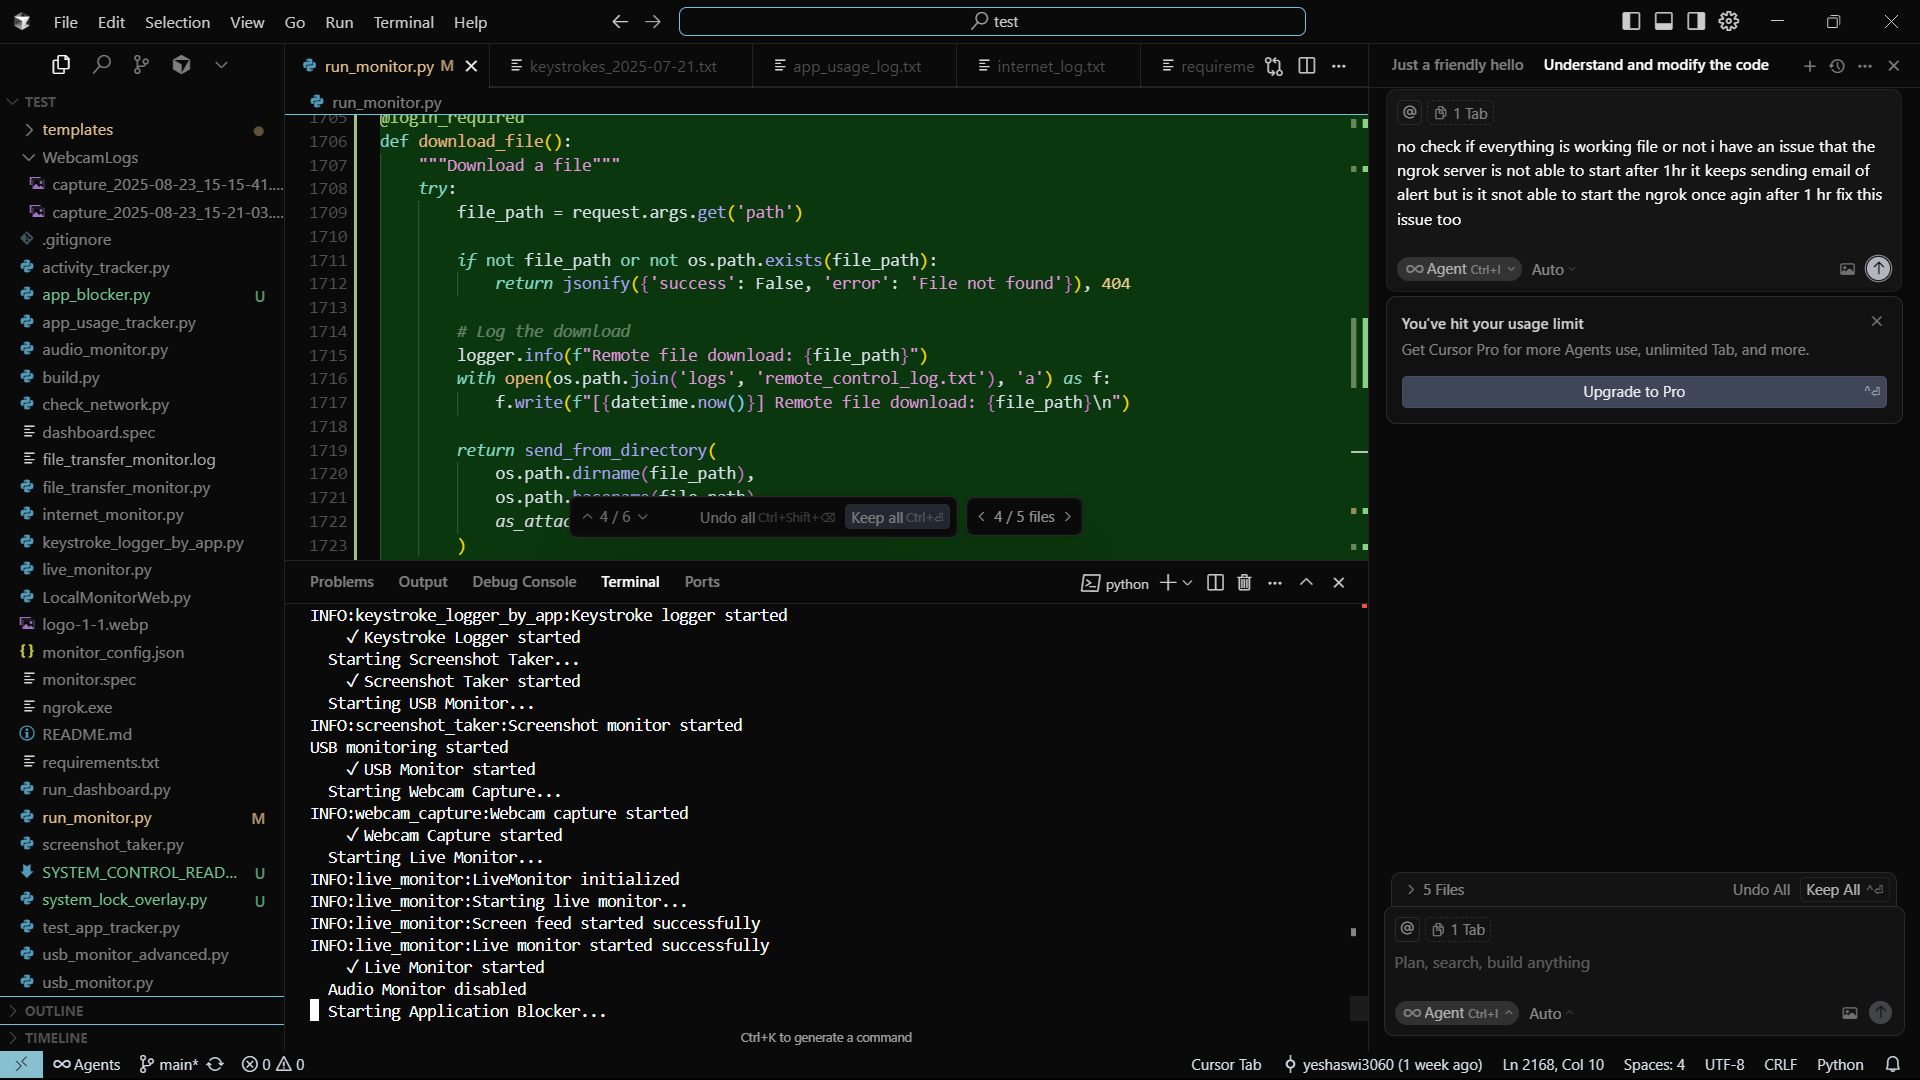 File Edit Selection View Go Run Terminal Help
test
run_monitor.py M
keystrokes_2025-07-21.txt
app_usage_log.txt
internet_log.txt
requireme
Just a friendly hello
Understand and modify the code
TEST
templates
WebcamLogs
capture_2025-08-23_15-15-41....
capture_2025-08-23_15-21-03....
.gitignore
activity_tracker.py
app_blocker.py U
app_usage_tracker.py
audio_monitor.py
build.py
check_network.py
dashboard.spec
file_transfer_monitor.log
file_transfer_monitor.py
internet_monitor.py
keystroke_logger_by_app.py
live_monitor.py
LocalMonitorWeb.py
logo-1-1.webp
monitor_config.json
monitor.spec
ngrok.exe
README.md
requirements.txt
run_dashboard.py
run_monitor.py M
screenshot_taker.py
SYSTEM_CONTROL_READ... U
system_lock_overlay.py U
test_app_tracker.py
usb_monitor_advanced.py
usb_monitor.py
OUTLINE
TIMELINE
run_monitor.py
1705 @login_required
1706 def download_file():
1707 """Download a file"""
1708 try:
1709 file_path = request.args.get('path')
1710
1711 if not file_path or not os.path.exists(file_path):
1712 return jsonify({'success': False, 'error': 'File not found'}), 404
1713
1714 # Log the download
1715 logger.info(f"Remote file download: {file_path}")
1716 with open(os.path.join('logs', 'remote_control_log.txt'), 'a') as f:
1717 f.write(f"[{datetime.now()}] Remote file download: {file_path}\n")
1718
1719 return send_from_directory(
1720 os.path.dirname(file_path),
1721 os.path.basename(file_path)
1722 as_attac
1723 )
4 / 6 Undo all Ctrl+Shift+⌫ Keep all Ctrl+⏎
4 / 5 files
Problems Output Debug Console Terminal Ports
python
INFO:keystroke_logger_by_app:Keystroke logger started
✓ Keystroke Logger started
Starting Screenshot Taker...
✓ Screenshot Taker started
Starting USB Monitor...
INFO:screenshot_taker:Screenshot monitor started
USB monitoring started
✓ USB Monitor started
Starting Webcam Capture...
INFO:webcam_capture:Webcam capture started
✓ Webcam Capture started
Starting Live Monitor...
INFO:live_monitor:LiveMonitor initialized
INFO:live_monitor:Starting live monitor...
INFO:live_monitor:Screen feed started successfully
INFO:live_monitor:Live monitor started successfully
✓ Live Monitor started
Audio Monitor disabled
Starting Application Blocker...
Ctrl+K to generate a command
@ 1 Tab
no check if everything is working file or not i have an issue that the
ngrok server is not able to start after 1hr it keeps sending email of
alert but is it snot able to start the ngrok once agin after 1 hr fix this
issue too
Agent Ctrl+I Auto
You've hit your usage limit
Get Cursor Pro for more Agents use, unlimited Tab, and more.
Upgrade to Pro ^⏎
5 Files Undo All Keep All ^⏎
@ 1 Tab
Plan, search, build anything
Agent Ctrl+I Auto
Agents main* 0 0
Cursor Tab yeshaswi3060 (1 week ago) Ln 2168, Col 10 Spaces: 4 UTF-8 CRLF Python